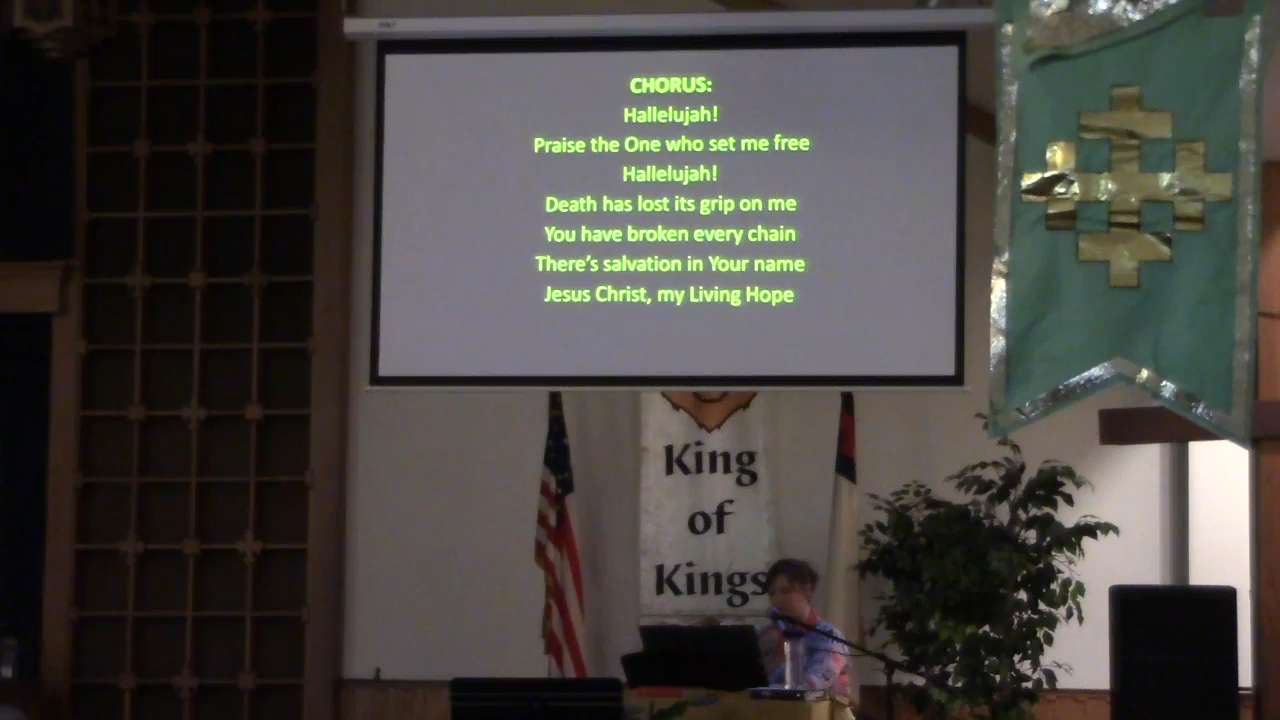 CHORUS:
Hallelujah!
Praise the One who set me free
Hallelujah!
Death has lost its grip on me
You have broken every chain
There's salvation in Your name
Jesus Christ, my Living Hope
King
of
Kings